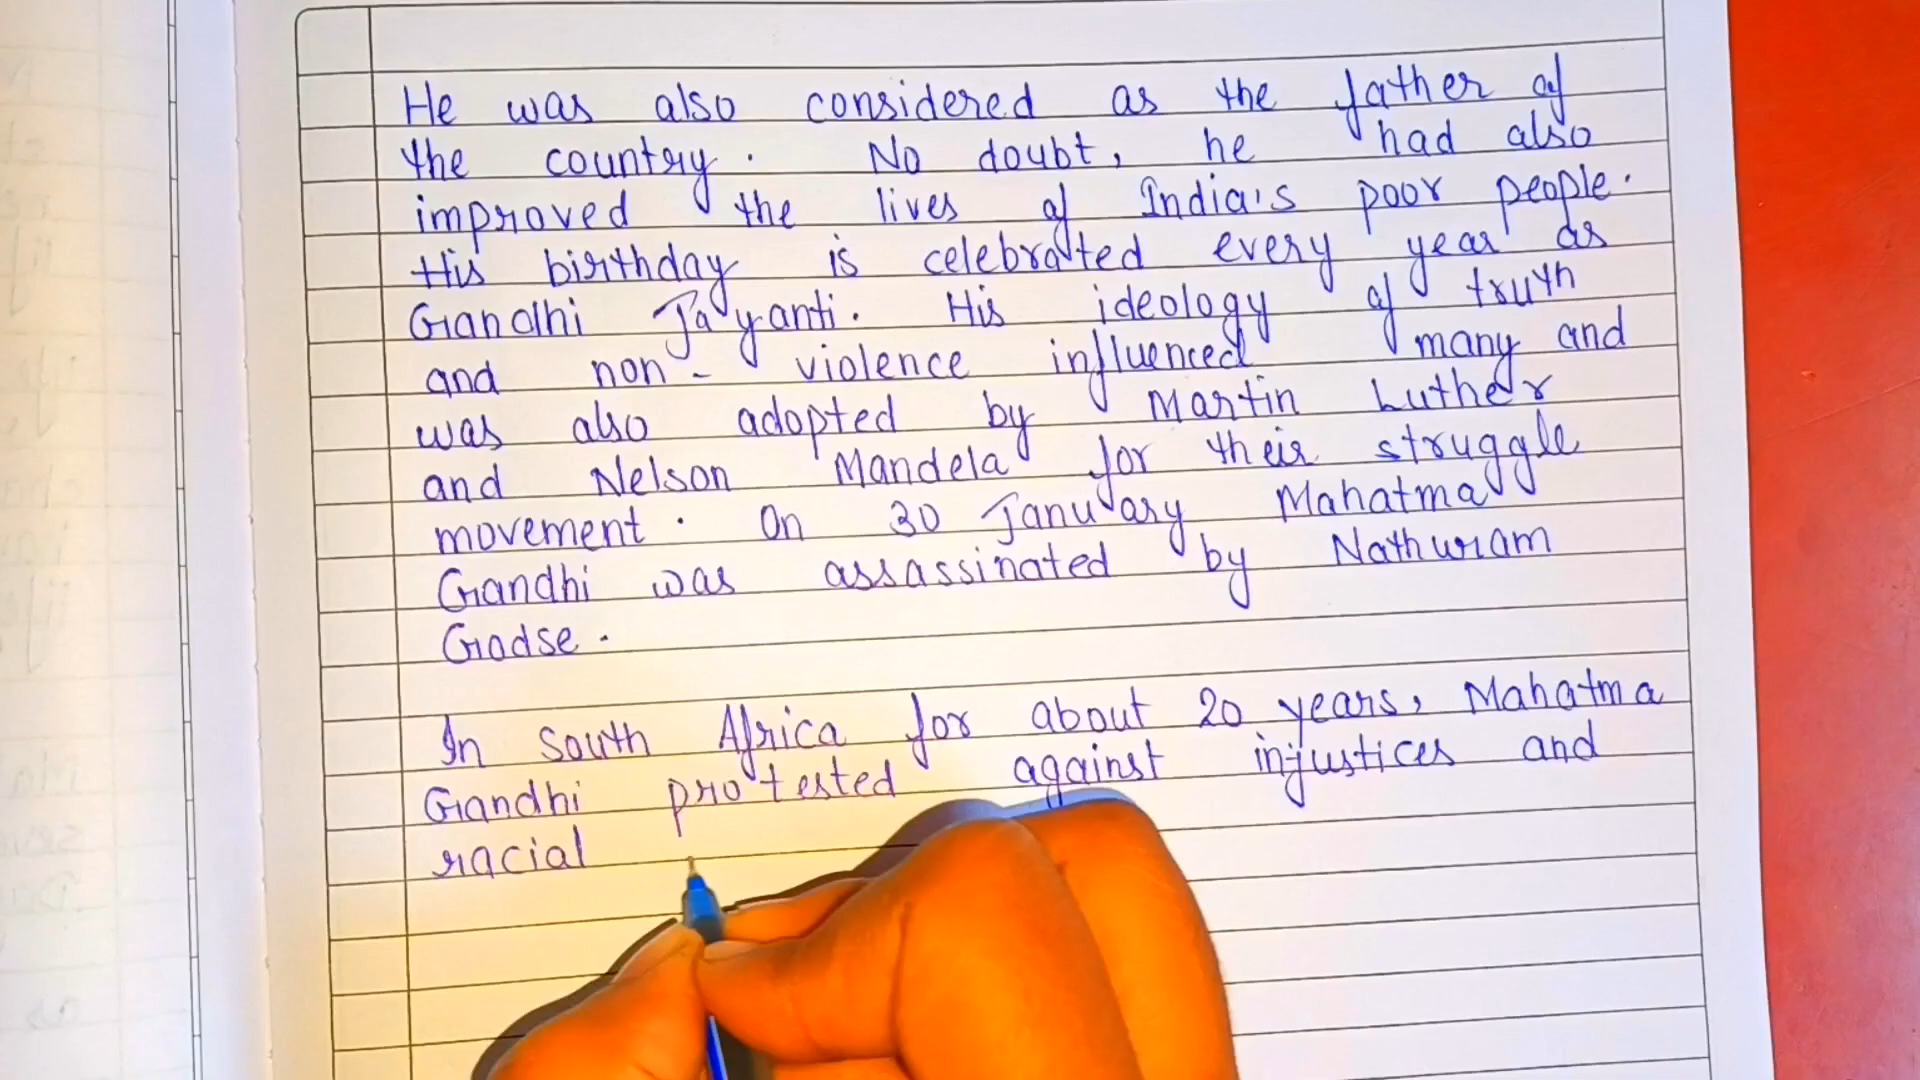 He was also considered as the father of
the country. No doubt, he had also
improved the lives of India's poor people.
His birthday is celebrated every year as
Gandhi Jayanti. His ideology of truth
and non- violence influenced many and
was also adopted by Martin Luther
and Nelson Mandela for their struggle
movement. On 30 January Mahatma
Gandhi was assassinated by Nathuram
Godse.
In South Africa for about 20 years, Mahatma
Gandhi protested against injustices and
racial